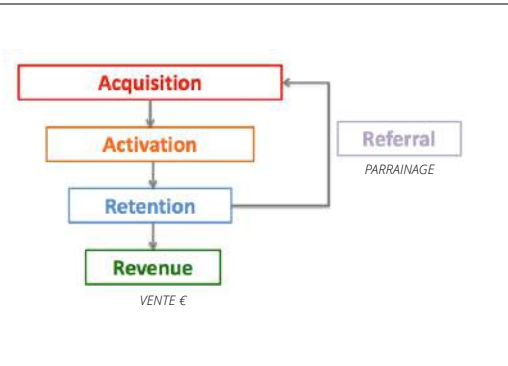 Acquisition
Activation
Referral
PARRAINAGE
Retention
Revenue
VENTE €